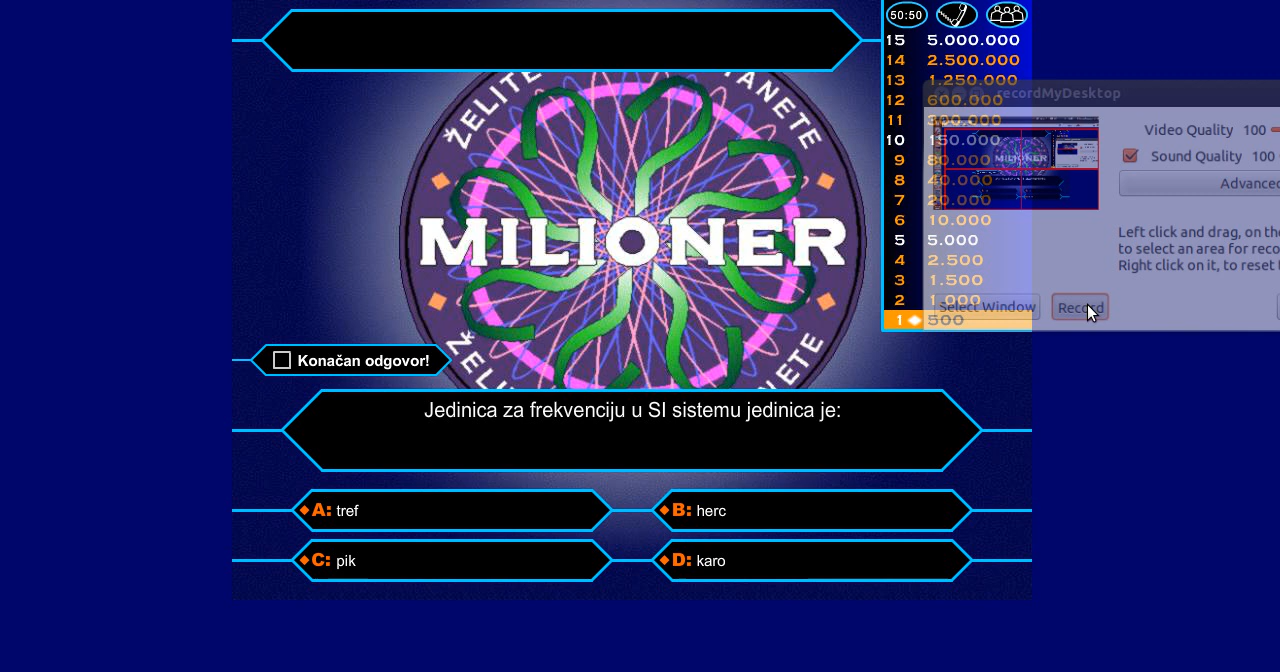 50:50
15 5.000.000
14 2.500.000
13 1.250.000
12 600.000
11 300.000
10 150.000
9 80.000
8 40.000
7 20.000
6 10.000
5 5.000
4 2.500
3 1.500
2 1.000
1 500
recordMyDesktop
Video Quality 100
Sound Quality 100
Advanced
Left click and drag, on the
to select an area for reco
Right click on it, to reset
Select Window
Record
ŽELITE
TANETE
MILIONER
ŽELI
ANETE
Konačan odgovor!
Jedinica za frekvenciju u SI sistemu jedinica je:
A: tref
B: herc
C: pik
D: karo